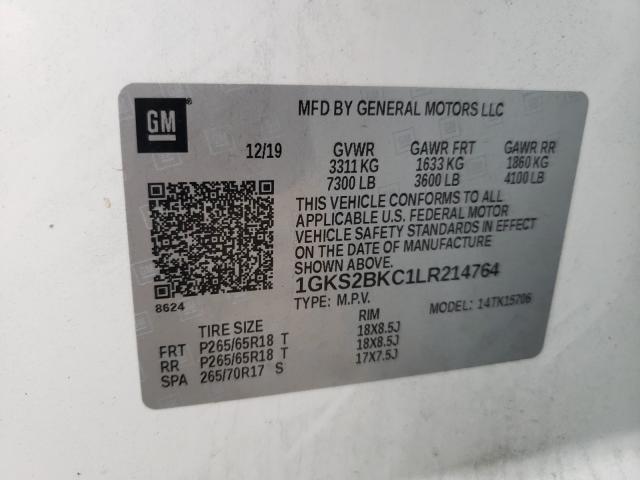 GM
MFD BY GENERAL MOTORS LLC
12/19 GVWR GAWR FRT GAWR RR
3311 KG 1633 KG 1860 KG
7300 LB 3600 LB 4100 LB
THIS VEHICLE CONFORMS TO ALL
APPLICABLE U.S. FEDERAL MOTOR
VEHICLE SAFETY STANDARDS IN EFFECT
ON THE DATE OF MANUFACTURE
SHOWN ABOVE.
1GKS2BKC1LR214764
8624
TYPE: M.P.V. MODEL: 14TK15706
TIRE SIZE RIM
FRT P265/65R18 T 18X8.5J
RR P265/65R18 T 18X8.5J
SPA 265/70R17 S 17X7.5J